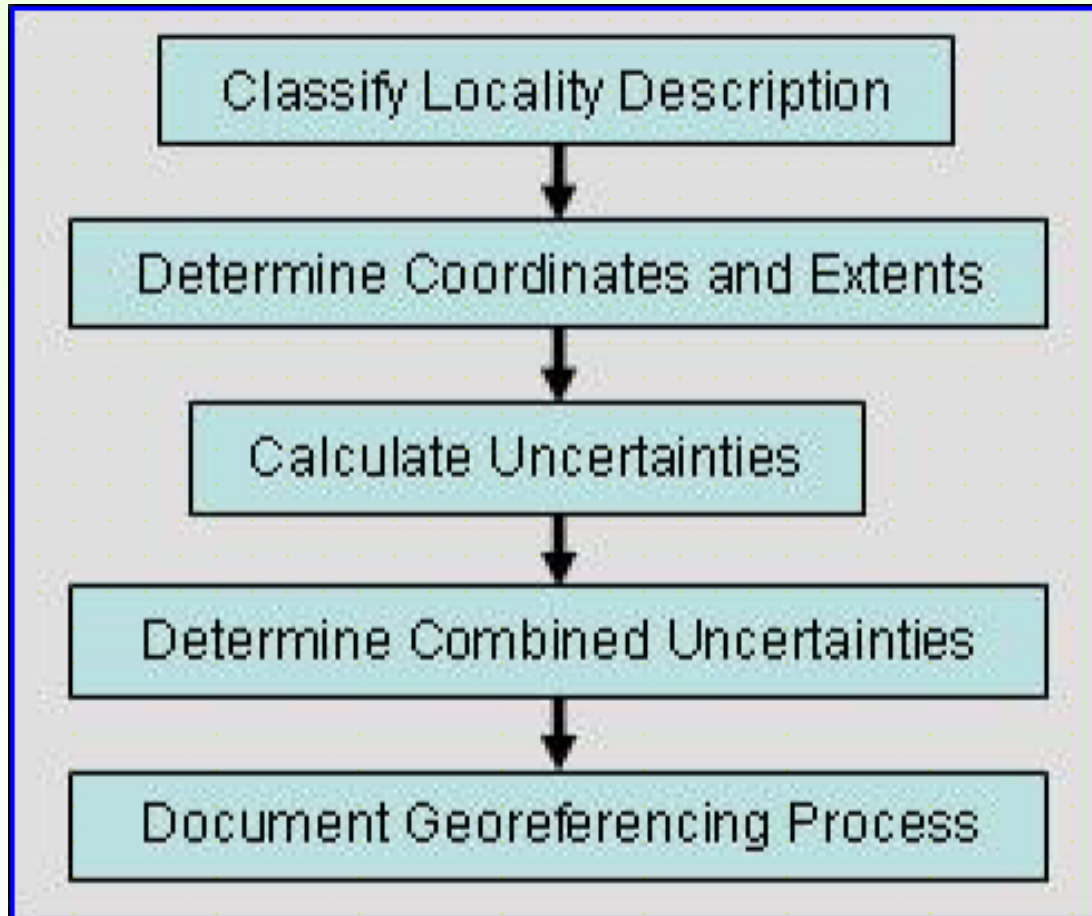 Classify Locality Description
Determine Coordinates and Extents
Calculate Uncertainties
Determine Combined Uncertainties
Document Georeferencing Process